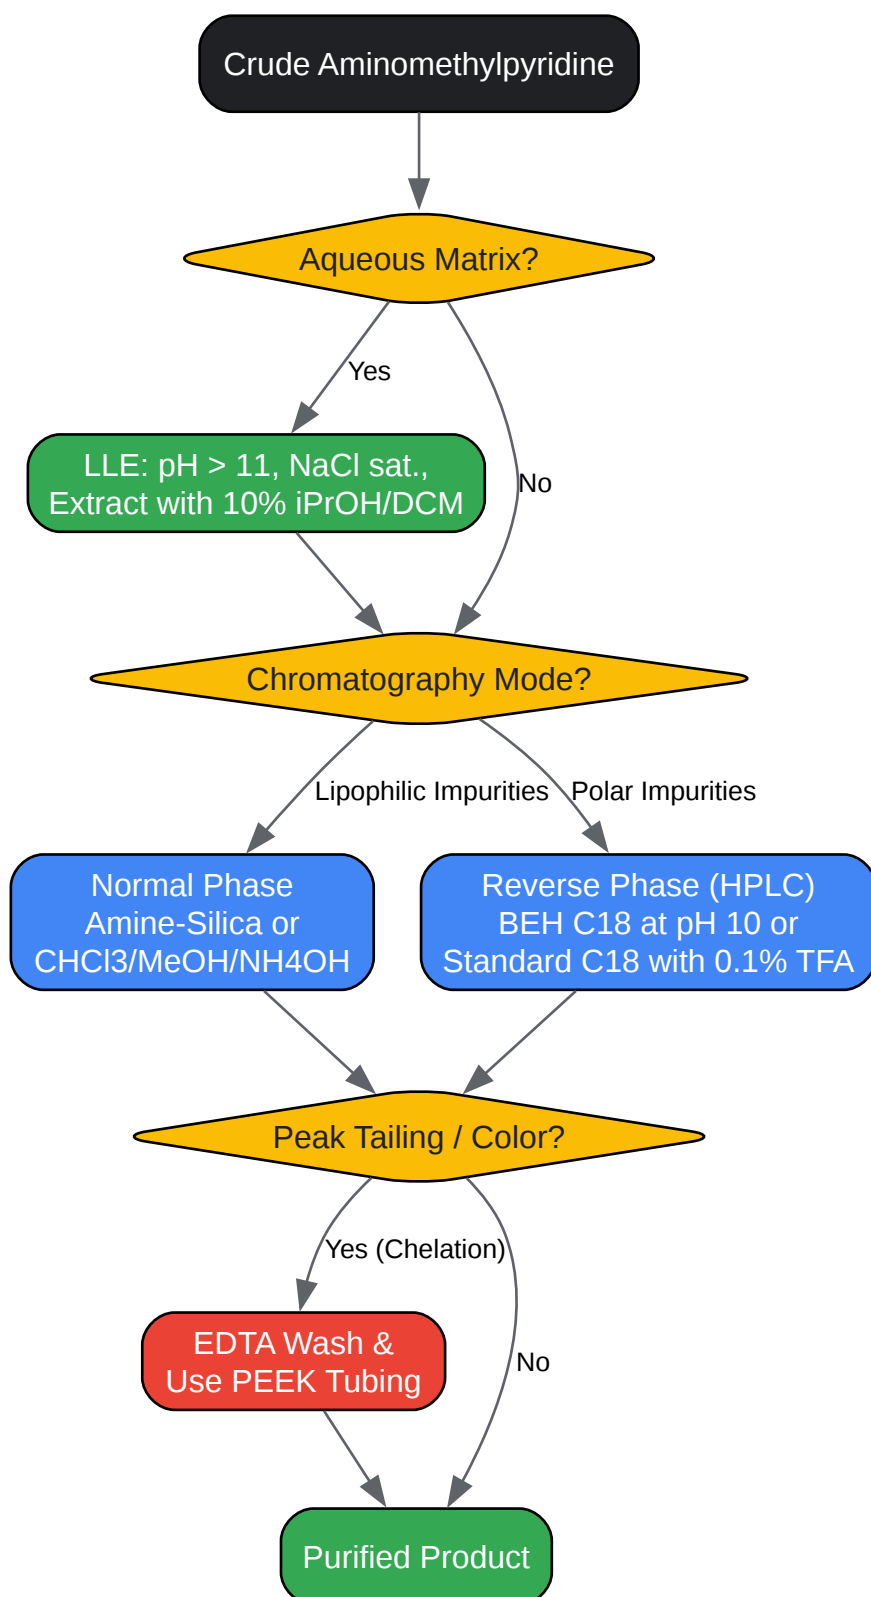 Crude Aminomethylpyridine
Aqueous Matrix?
Yes
LLE: pH > 11, NaCl sat.,
Extract with 10% iPrOH/DCM
No
Chromatography Mode?
Lipophilic Impurities
Polar Impurities
Normal Phase
Amine-Silica or
CHCl3/MeOH/NH4OH
Reverse Phase (HPLC)
BEH C18 at pH 10 or
Standard C18 with 0.1% TFA
Peak Tailing / Color?
Yes (Chelation)
EDTA Wash &
Use PEEK Tubing
No
Purified Product